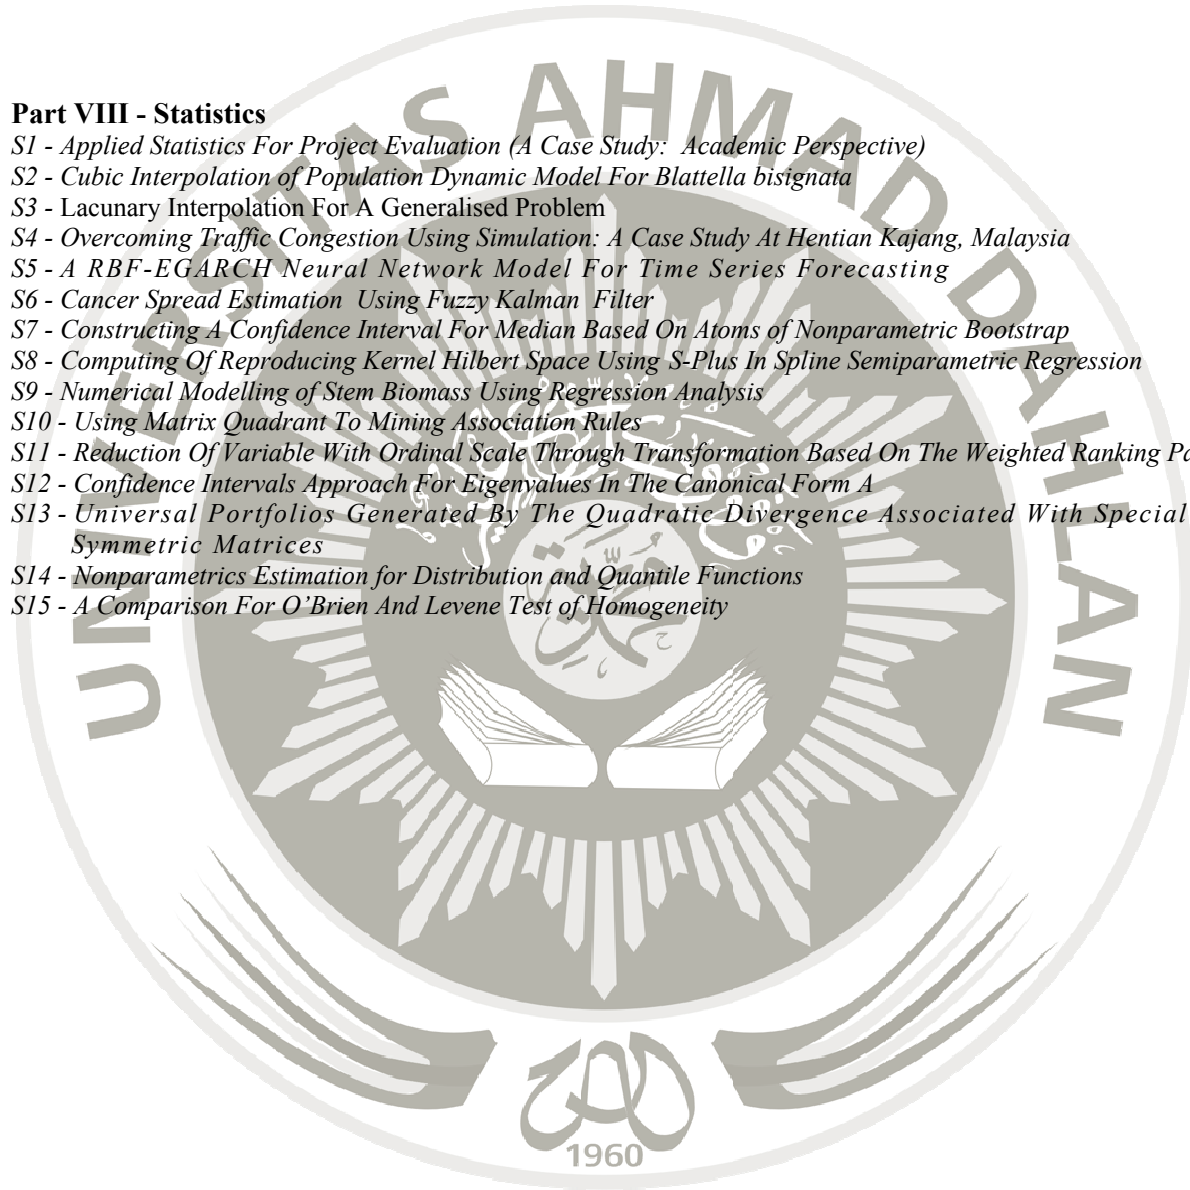 Part VIII - Statistics
S1 - Applied Statistics For Project Evaluation (A Case Study: Academic Perspective)
S2 - Cubic Interpolation of Population Dynamic Model For Blattella bisignata
S3 - Lacunary Interpolation For A Generalised Problem
S4 - Overcoming Traffic Congestion Using Simulation: A Case Study At Hentian Kajang, Malaysia
S5 - A RBF-EGARCH Neural Network Model For Time Series Forecasting
S6 - Cancer Spread Estimation Using Fuzzy Kalman Filter
S7 - Constructing A Confidence Interval For Median Based On Atoms of Nonparametric Bootstrap
S8 - Computing Of Reproducing Kernel Hilbert Space Using S-Plus In Spline Semiparametric Regression
S9 - Numerical Modelling of Stem Biomass Using Regression Analysis
S10 - Using Matrix Quadrant To Mining Association Rules
S11 - Reduction Of Variable With Ordinal Scale Through Transformation Based On The Weighted Ranking
S12 - Confidence Intervals Approach For Eigenvalues In The Canonical Form A
S13 - Universal Portfolios Generated By The Quadratic Divergence Associated With Special
Symmetric Matrices
S14 - Nonparametrics Estimation for Distribution and Quantile Functions
S15 - A Comparison For O’Brien And Levene Test of Homogeneity
UNIVERSITAS AHMAD DAHLAN
1960